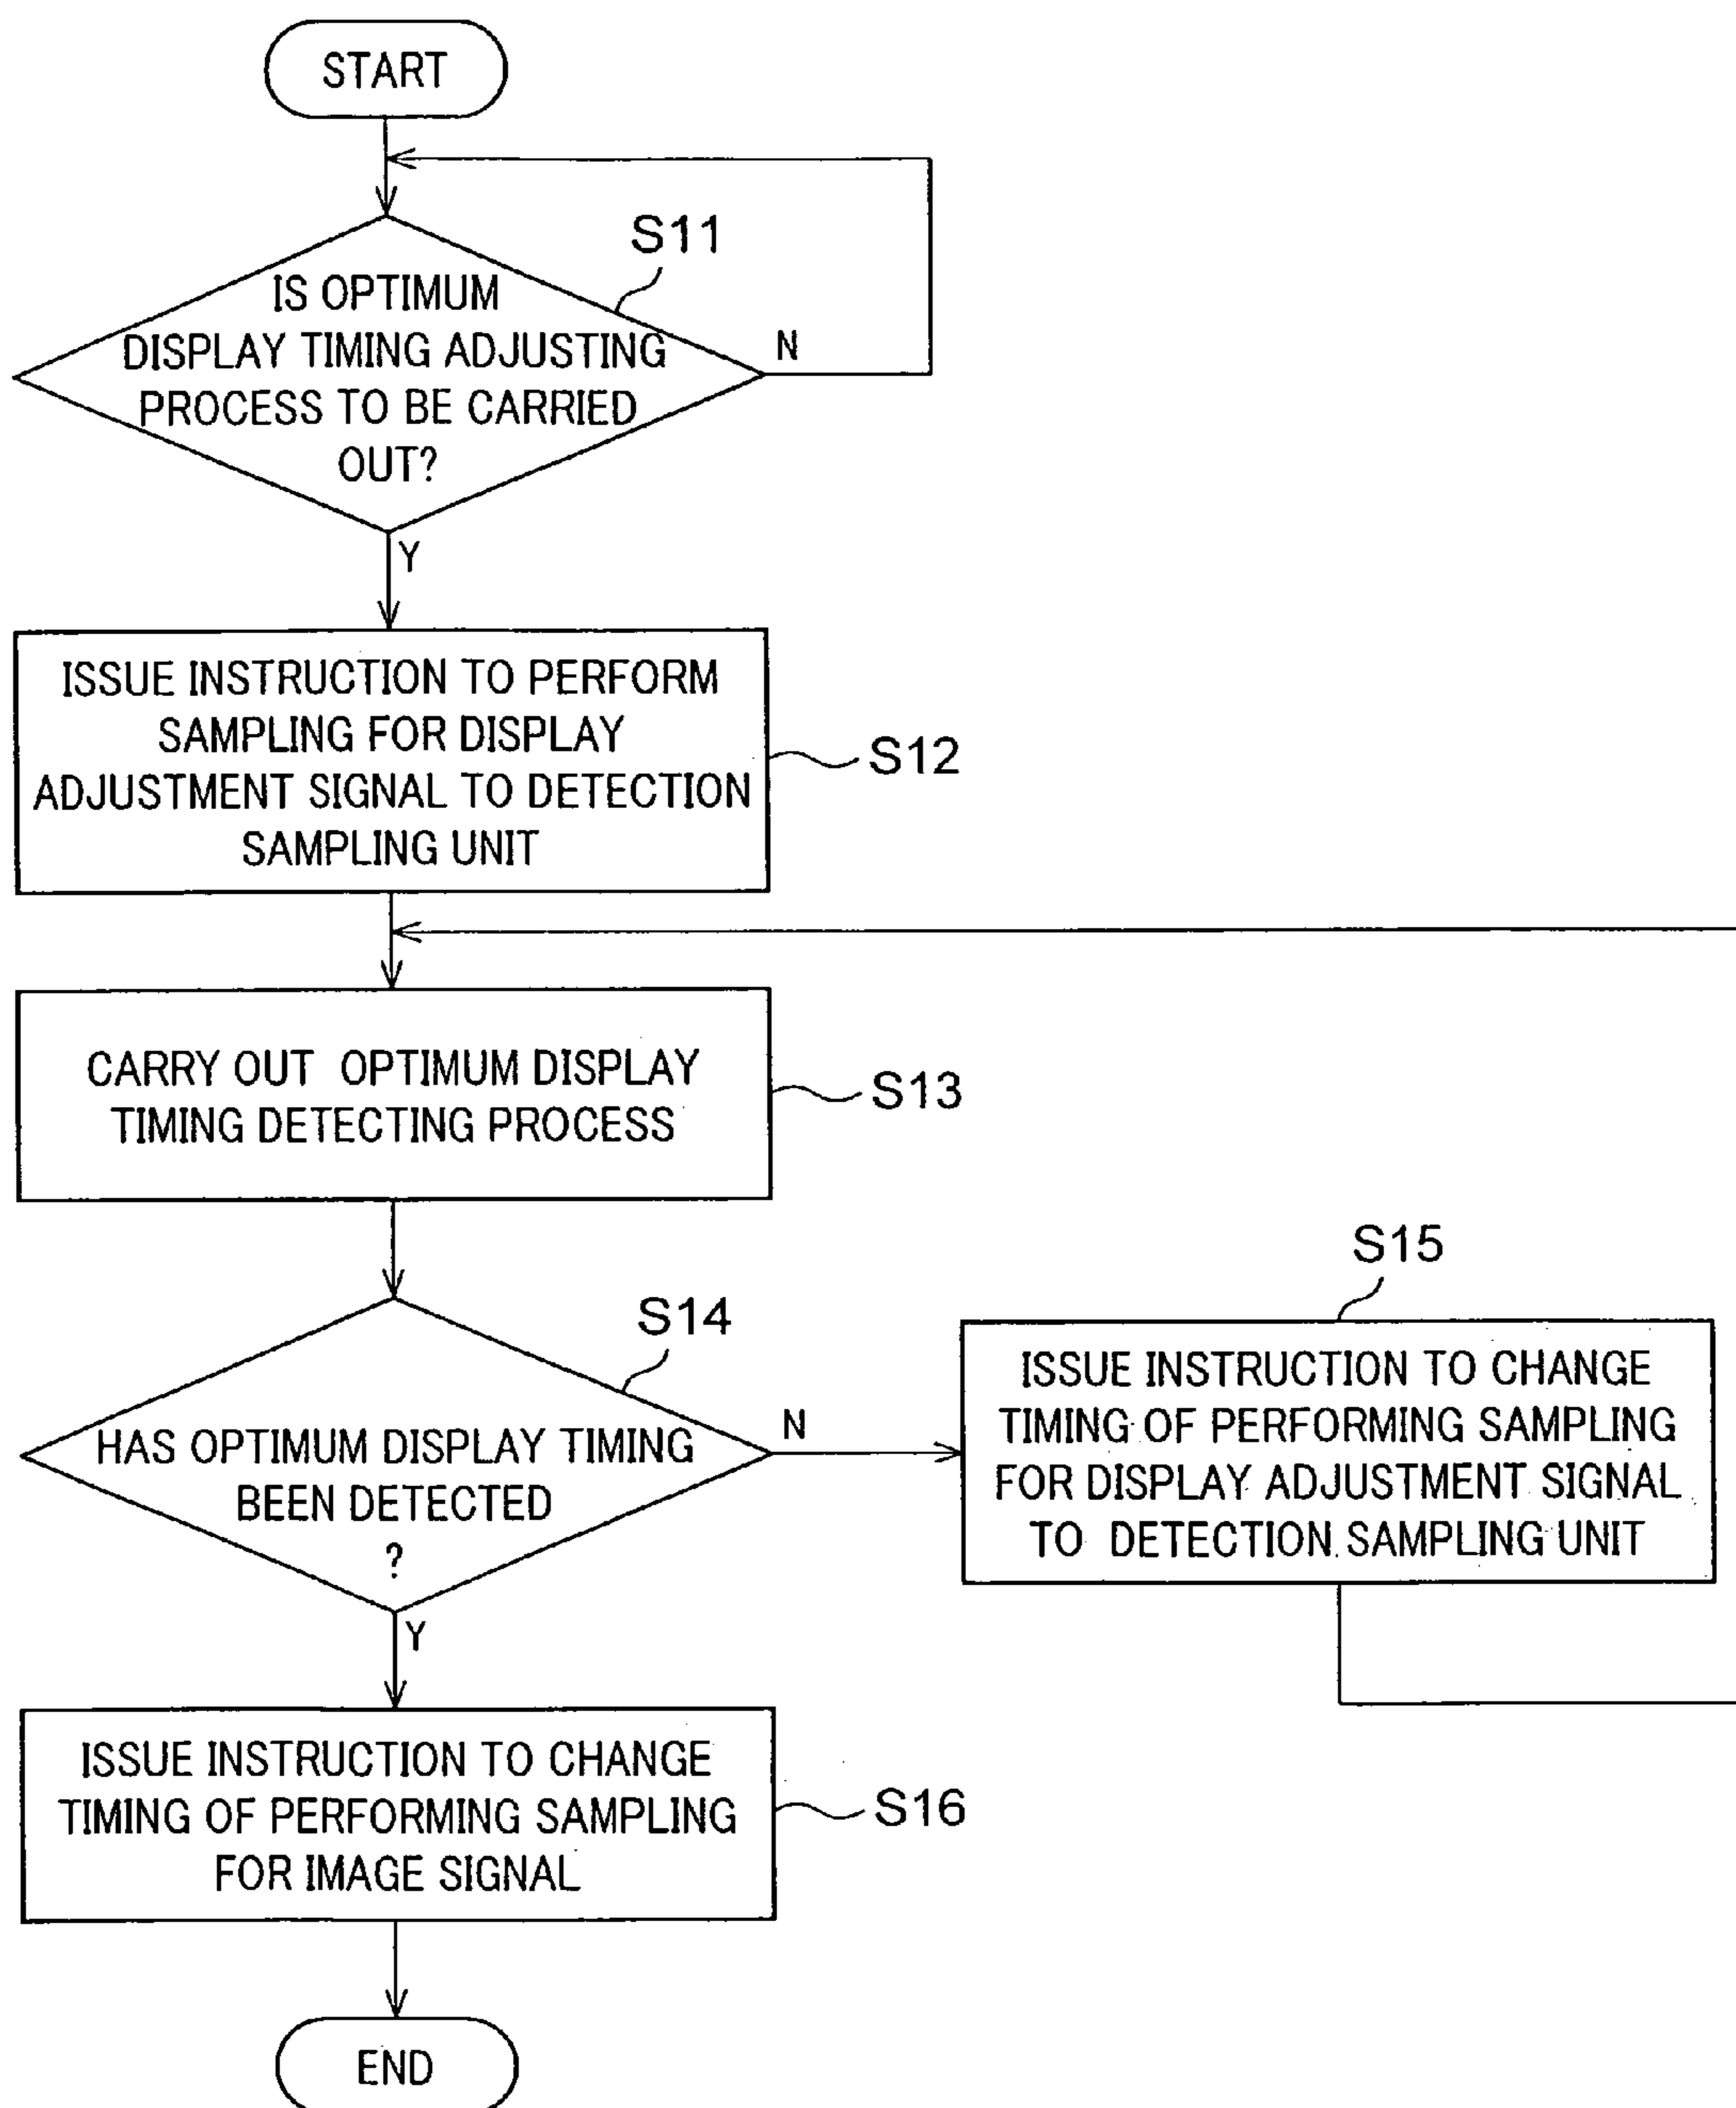 START
S11
IS OPTIMUM
DISPLAY TIMING ADJUSTING
PROCESS TO BE CARRIED
OUT?
N
Y
ISSUE INSTRUCTION TO PERFORM
SAMPLING FOR DISPLAY
ADJUSTMENT SIGNAL TO DETECTION
SAMPLING UNIT
S12
CARRY OUT OPTIMUM DISPLAY
TIMING DETECTING PROCESS
S13
S14
HAS OPTIMUM DISPLAY TIMING
BEEN DETECTED
?
N
Y
S15
ISSUE INSTRUCTION TO CHANGE
TIMING OF PERFORMING SAMPLING
FOR DISPLAY ADJUSTMENT SIGNAL
TO DETECTION SAMPLING UNIT
ISSUE INSTRUCTION TO CHANGE
TIMING OF PERFORMING SAMPLING
FOR IMAGE SIGNAL
S16
END